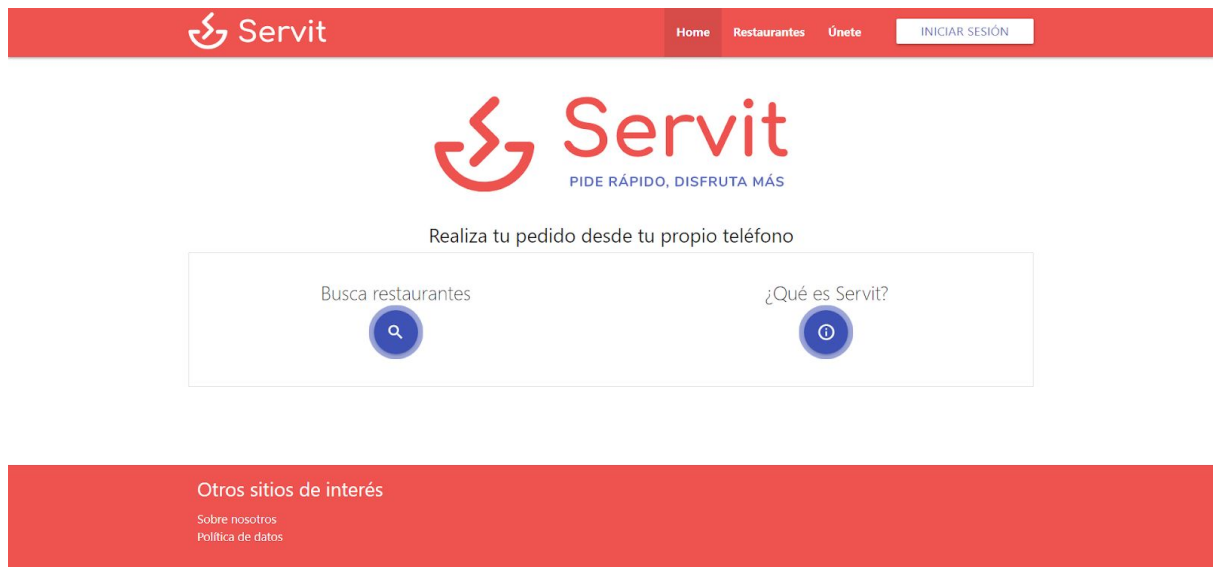 Servit
Home Restaurantes Únete INICIAR SESIÓN
Servit
PIDE RÁPIDO, DISFRUTA MÁS
Realiza tu pedido desde tu propio teléfono
Busca restaurantes ¿Qué es Servit?
Otros sitios de interés
Sobre nosotros
Política de datos